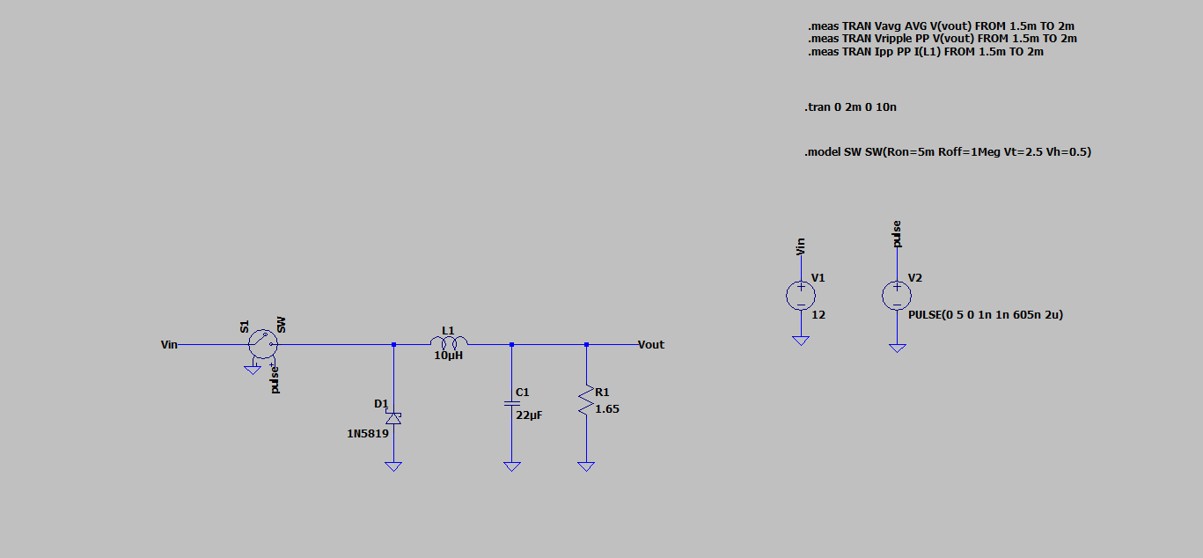 .meas TRAN Vavg AVG V(vout) FROM 1.5m TO 2m
.meas TRAN Vripple PP V(vout) FROM 1.5m TO 2m
.meas TRAN Ipp PP I(L1) FROM 1.5m TO 2m
.tran 0 2m 0 10n
.model SW SW(Ron=5m Roff=1Meg Vt=2.5 Vh=0.5)
Vin
V1
12
pulse
V2
PULSE(0 5 0 1n 1n 605n 2u)
Vin
S1
SW
pulse
L1
10µH
Vout
D1
1N5819
C1
22µF
R1
1.65